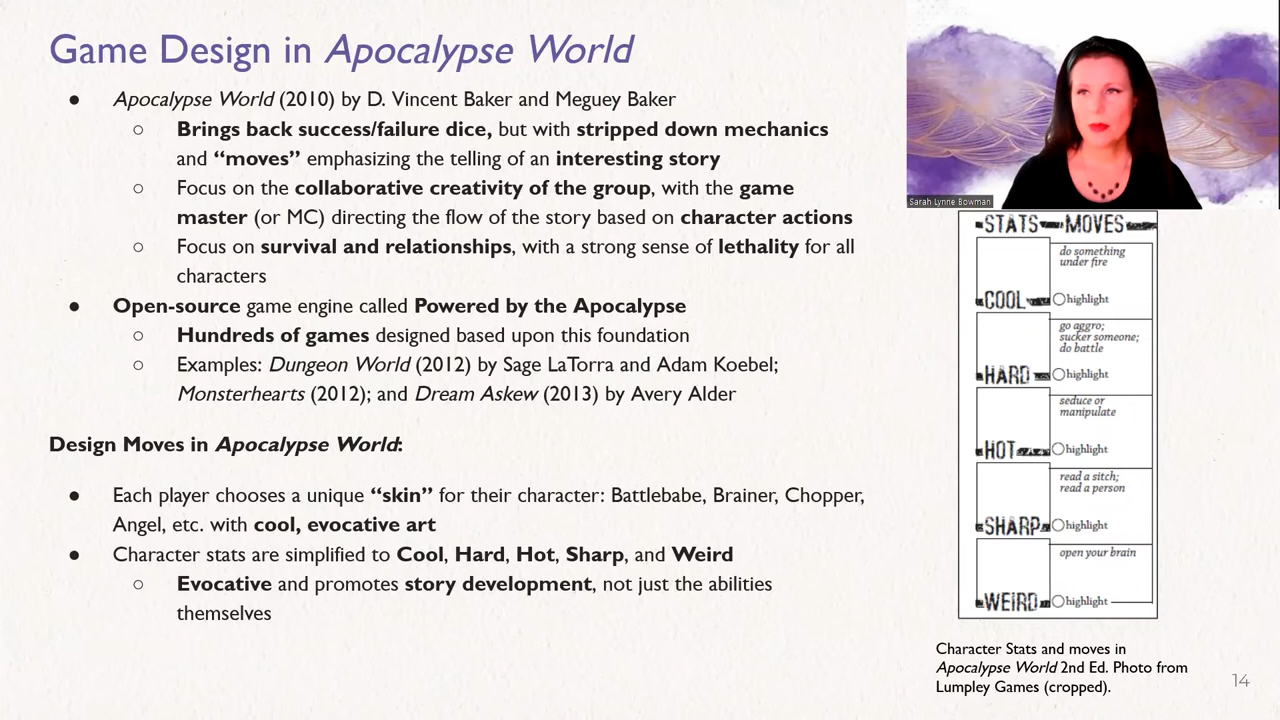 Game Design in Apocalypse World
● Apocalypse World (2010) by D. Vincent Baker and Meguey Baker
○ Brings back success/failure dice, but with stripped down mechanics
and “moves” emphasizing the telling of an interesting story
○ Focus on the collaborative creativity of the group, with the game
master (or MC) directing the flow of the story based on character actions
○ Focus on survival and relationships, with a strong sense of lethality for all
characters
● Open-source game engine called Powered by the Apocalypse
○ Hundreds of games designed based upon this foundation
○ Examples: Dungeon World (2012) by Sage LaTorra and Adam Koebel;
Monsterhearts (2012); and Dream Askew (2013) by Avery Alder
Design Moves in Apocalypse World:
● Each player chooses a unique “skin” for their character: Battlebabe, Brainer, Chopper,
Angel, etc. with cool, evocative art
● Character stats are simplified to Cool, Hard, Hot, Sharp, and Weird
○ Evocative and promotes story development, not just the abilities
themselves
Sarah Lynne Bowman
STATS MOVES
do something
under fire
COOL highlight
go aggro;
sucker someone;
do battle
HARD highlight
seduce or
manipulate
HOT highlight
read a sitch;
read a person
SHARP highlight
open your brain
WEIRD highlight
Character Stats and moves in
Apocalypse World 2nd Ed. Photo from
Lumpley Games (cropped).
14